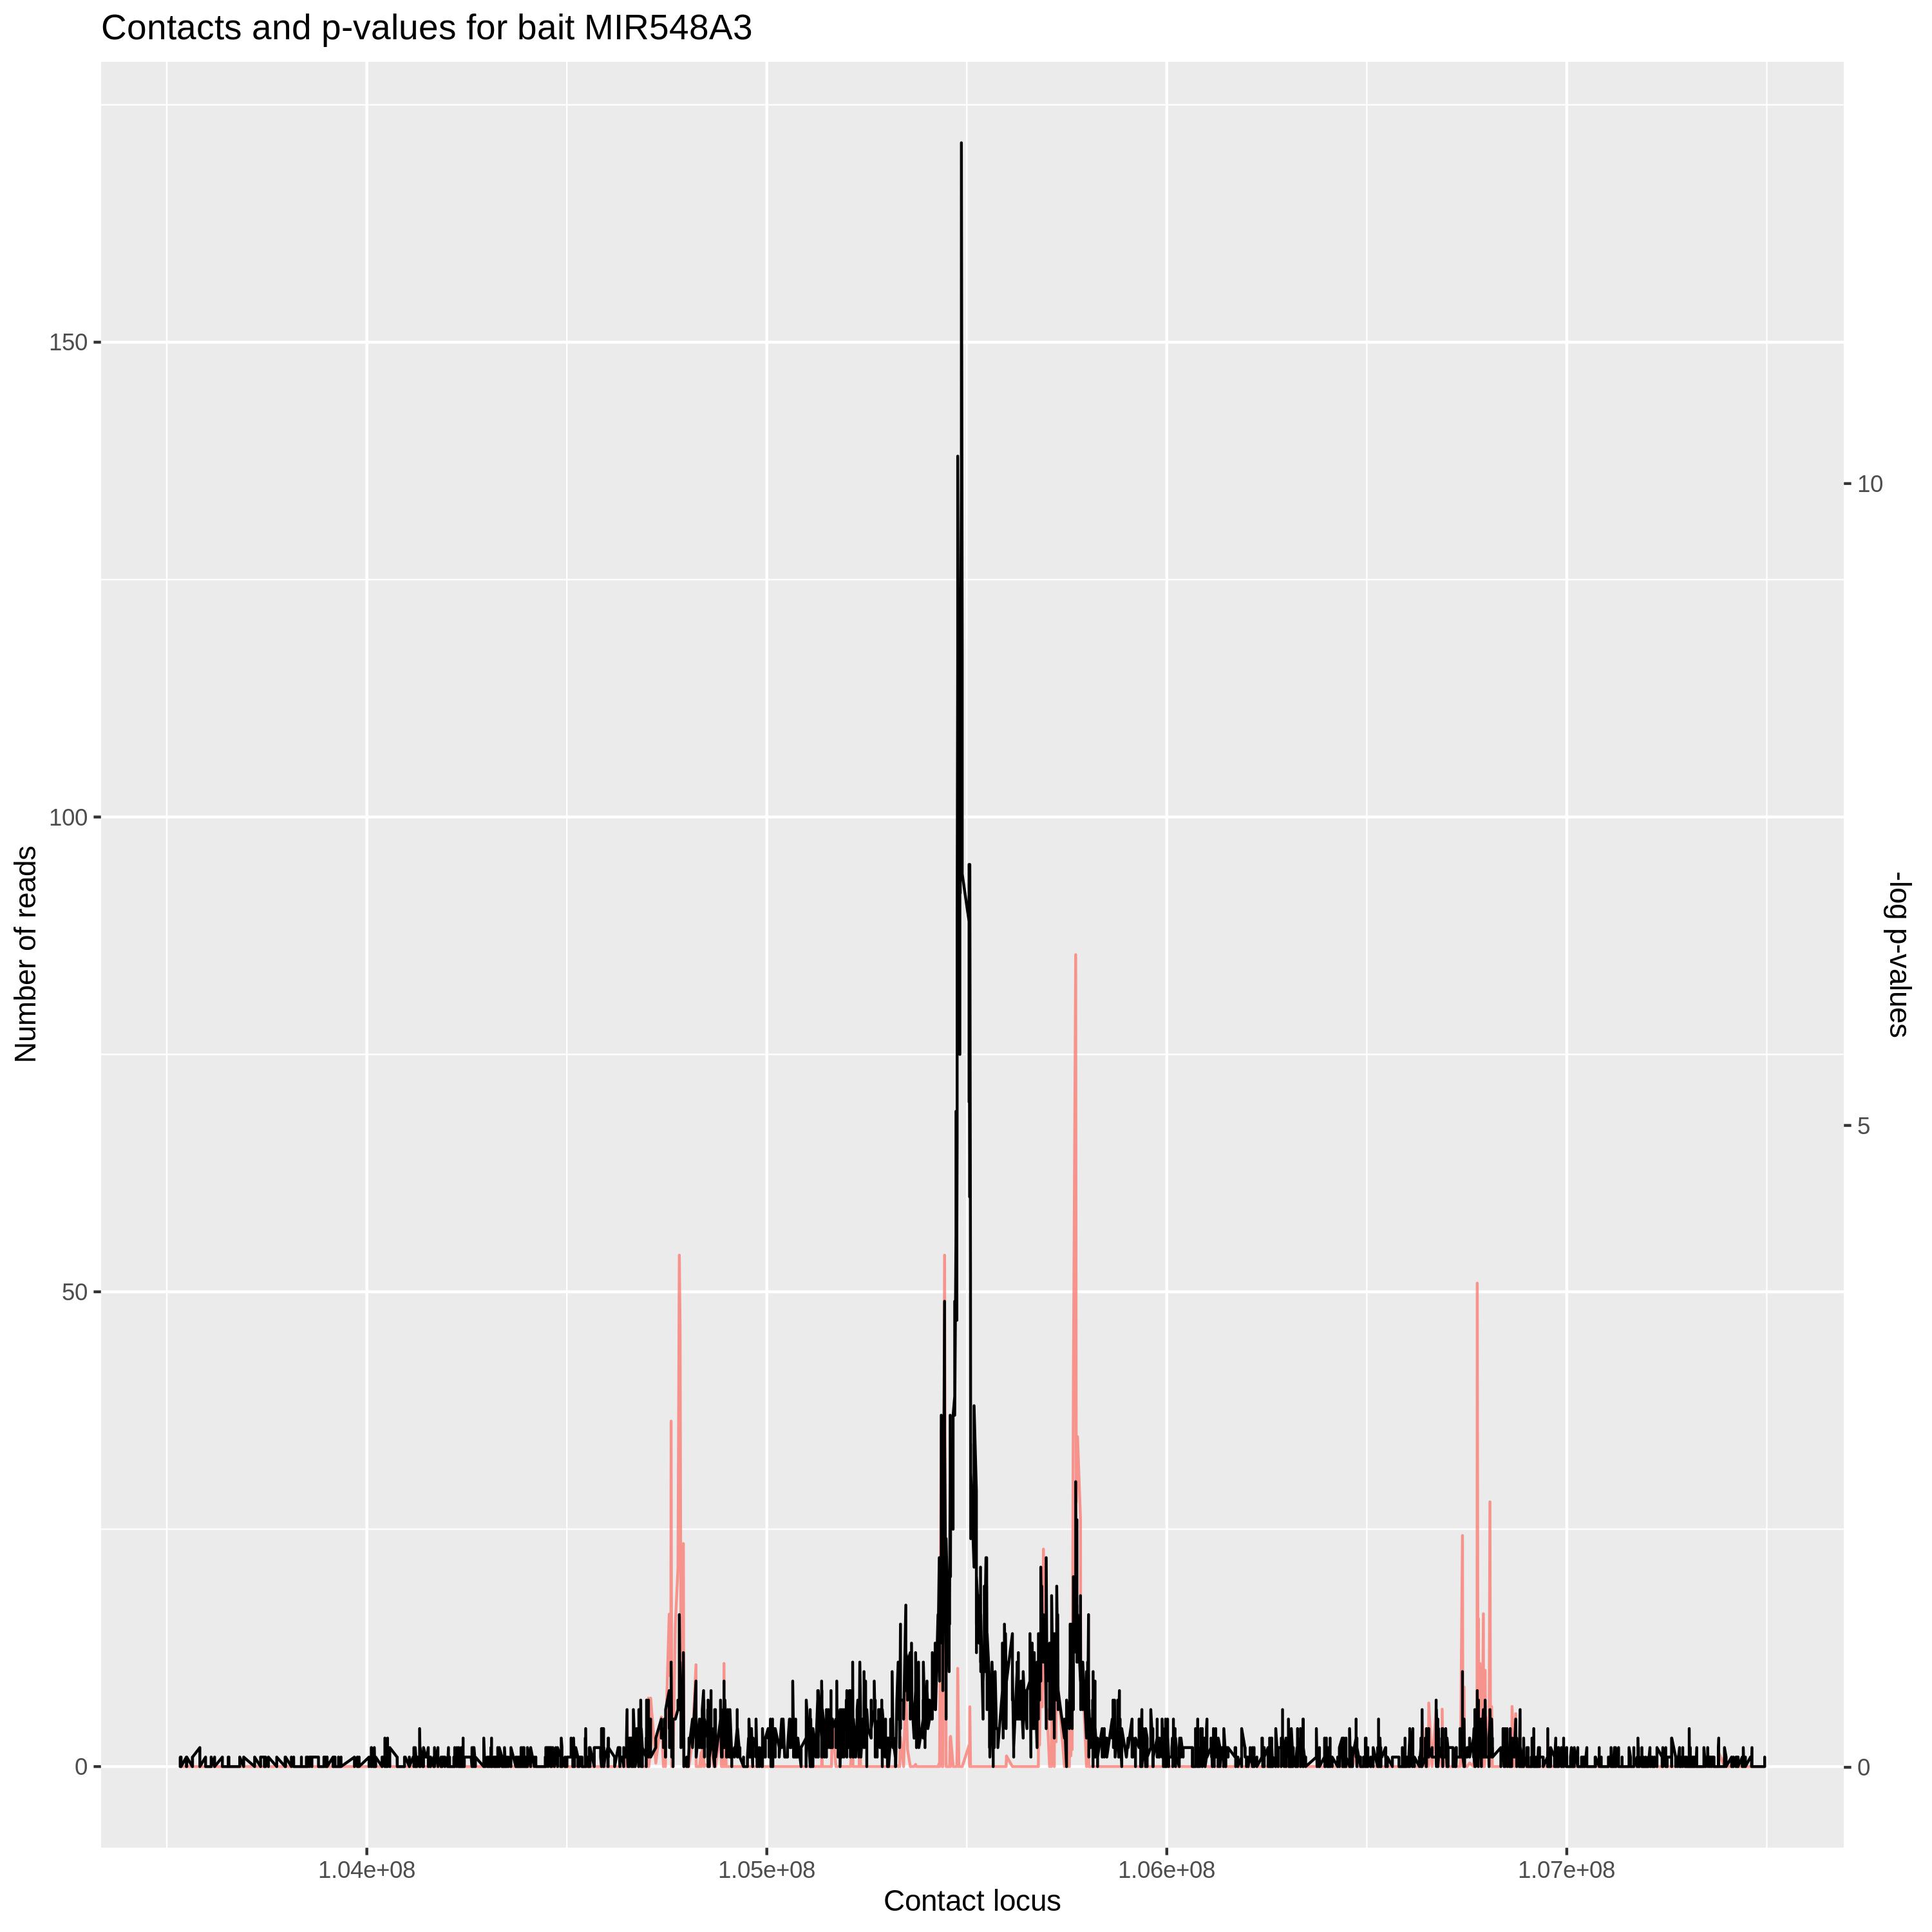 Contacts and p-values for bait MIR548A3
Number of reads
150
100
50
0
10
5
0
-log p-values
1.04e+08
1.05e+08
1.06e+08
1.07e+08
Contact locus